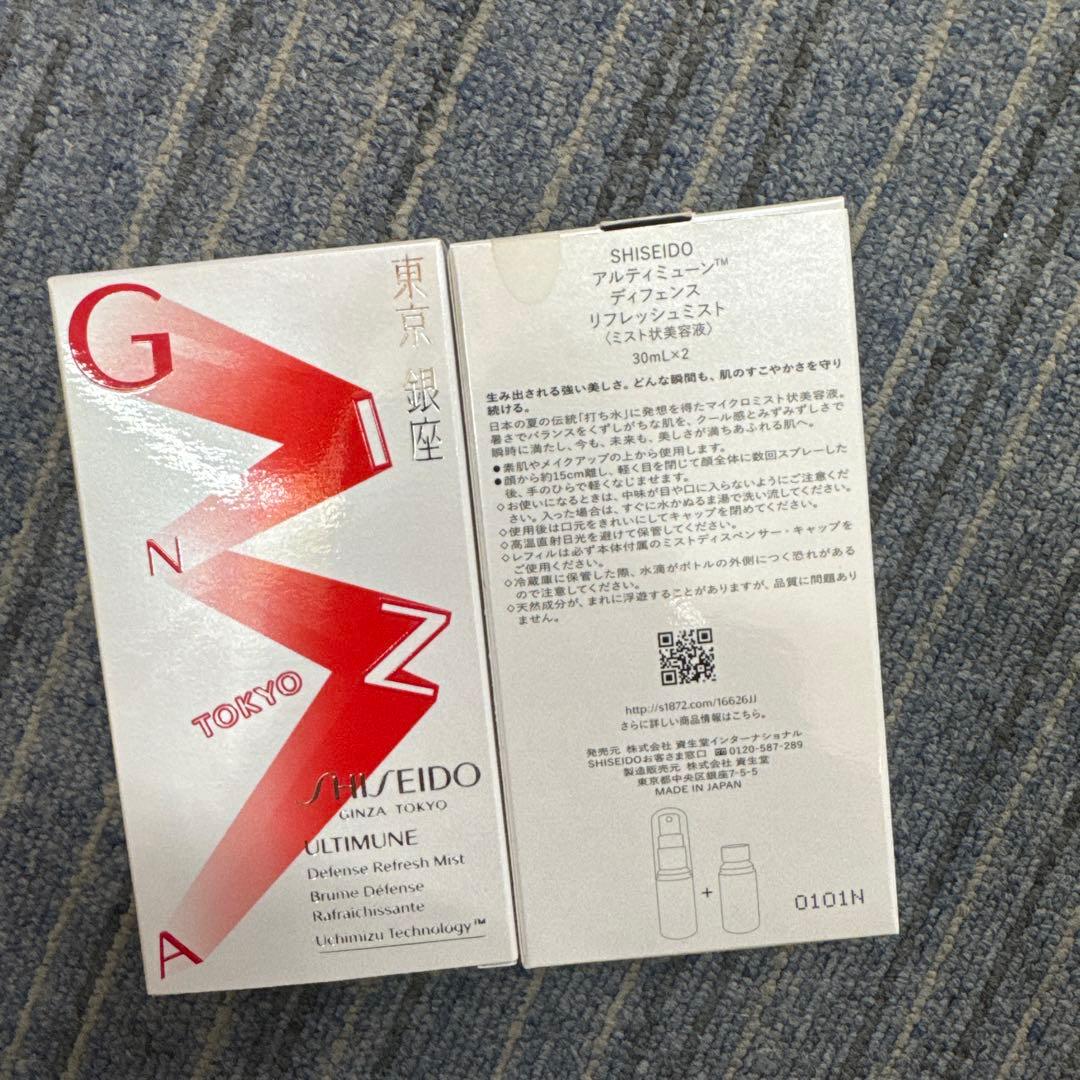 G
I
N
Z
A
TOKYO
東京 銀座
SHISEIDO
GINZA TOKYO
ULTIMUNE
Defense Refresh Mist
Brume Défense
Rafraîchissante
Uchimizu Technology™
SHISEIDO
アルティミューン™
ディフェンス
リフレッシュミスト
〈ミスト状美容液〉
30mL×2
生み出される強い美しさ。どんな瞬間も、肌のすこやかさを守り
続ける。
日本の夏の伝統「打ち水」に発想を得たマイクロミスト状美容液。
暑さでバランスをくずしがちな肌を、クール感とみずみずしさで
瞬時に満たし、今も、未来も、美しさが満ちあふれる肌へ。
●素肌やメイクアップの上から使用します。
●顔から約15cm離し、軽く目を閉じて顔全体に数回スプレーした
後、手のひらで軽くなじませます。
◇お使いになるときは、中味が目や口に入らないようにご注意くだ
さい。入った場合は、すぐに水かぬるま湯で洗い流してください。
◇使用後は口元をきれいにしてキャップを閉めてください。
◇高温直射日光を避けて保管してください。
◇レフィルは必ず本体付属のミストディスペンサー・キャップを
ご使用ください。
◇冷蔵庫に保管した際、水滴がボトルの外側につく恐れがある
ので注意してください。
◇天然成分が、まれに浮遊することがありますが、品質に問題あり
ません。
http://s1872.com/16626JJ
さらに詳しい商品情報はこちら。
発売元 株式会社 資生堂インターナショナル
SHISEIDOお客さま窓口 0120-587-289
製造販売元 株式会社 資生堂
東京都中央区銀座7-5-5
MADE IN JAPAN
+
0101N